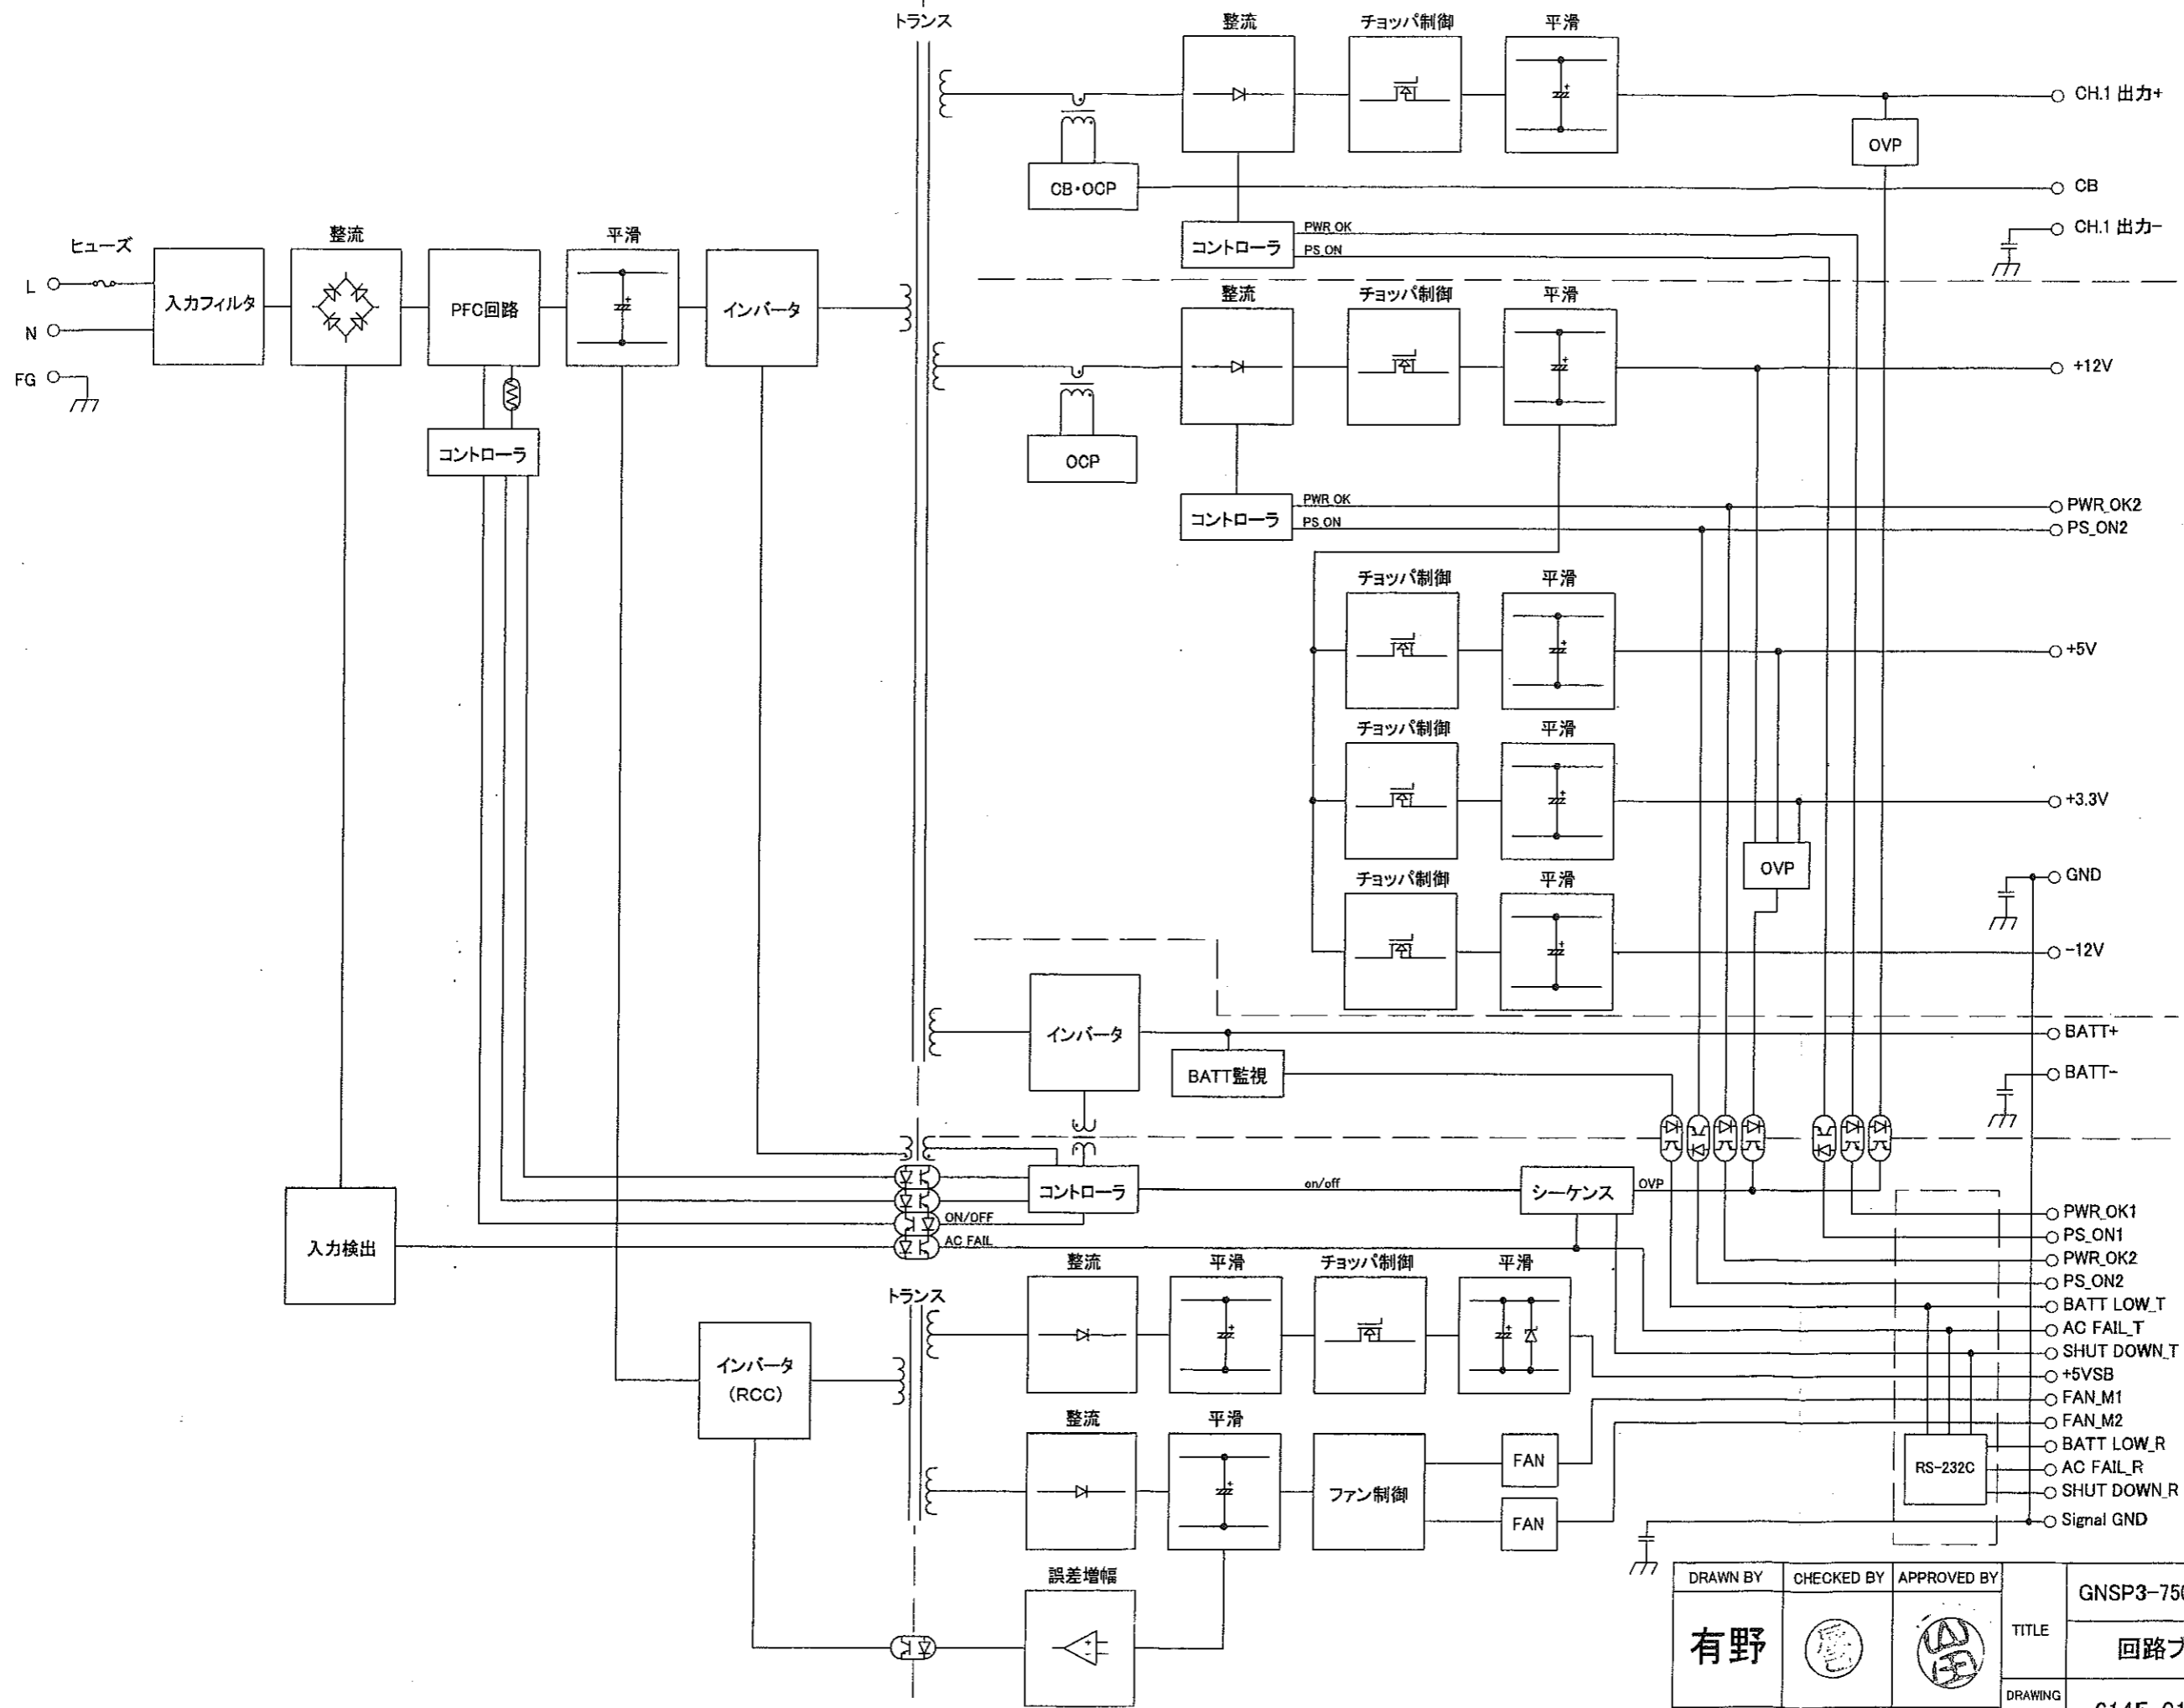 トランス
整流
チョッパ制御
平滑
CH.1 出力+
OVP
CB・OCP
CB
コントローラ
PWR_OK
PS_ON
CH.1 出力-
ヒューズ
整流
平滑
L
N
FG
入力フィルタ
PFC回路
インバータ
コントローラ
整流
チョッパ制御
平滑
+12V
OCP
コントローラ
PWR_OK
PS_ON
PWR_OK2
PS_ON2
チョッパ制御
平滑
+5V
チョッパ制御
平滑
+3.3V
OVP
GND
チョッパ制御
平滑
-12V
インバータ
BATT+
BATT監視
BATT-
コントローラ
on/off
シーケンス
OVP
ON/OFF
AC FAIL
入力検出
PWR_OK1
PS_ON1
PWR_OK2
PS_ON2
BATT LOW_T
AC FAIL_T
SHUT DOWN_T
+5VSB
FAN_M1
FAN_M2
BATT LOW_R
AC FAIL_R
SHUT DOWN_R
Signal GND
RS-232C
トランス
整流
平滑
チョッパ制御
平滑
インバータ
(RCC)
整流
平滑
ファン制御
FAN
FAN
誤差増幅
DRAWN BY
CHECKED BY
APPROVED BY
有野
TITLE
GNSP3-750
回路ブ
DRAWING